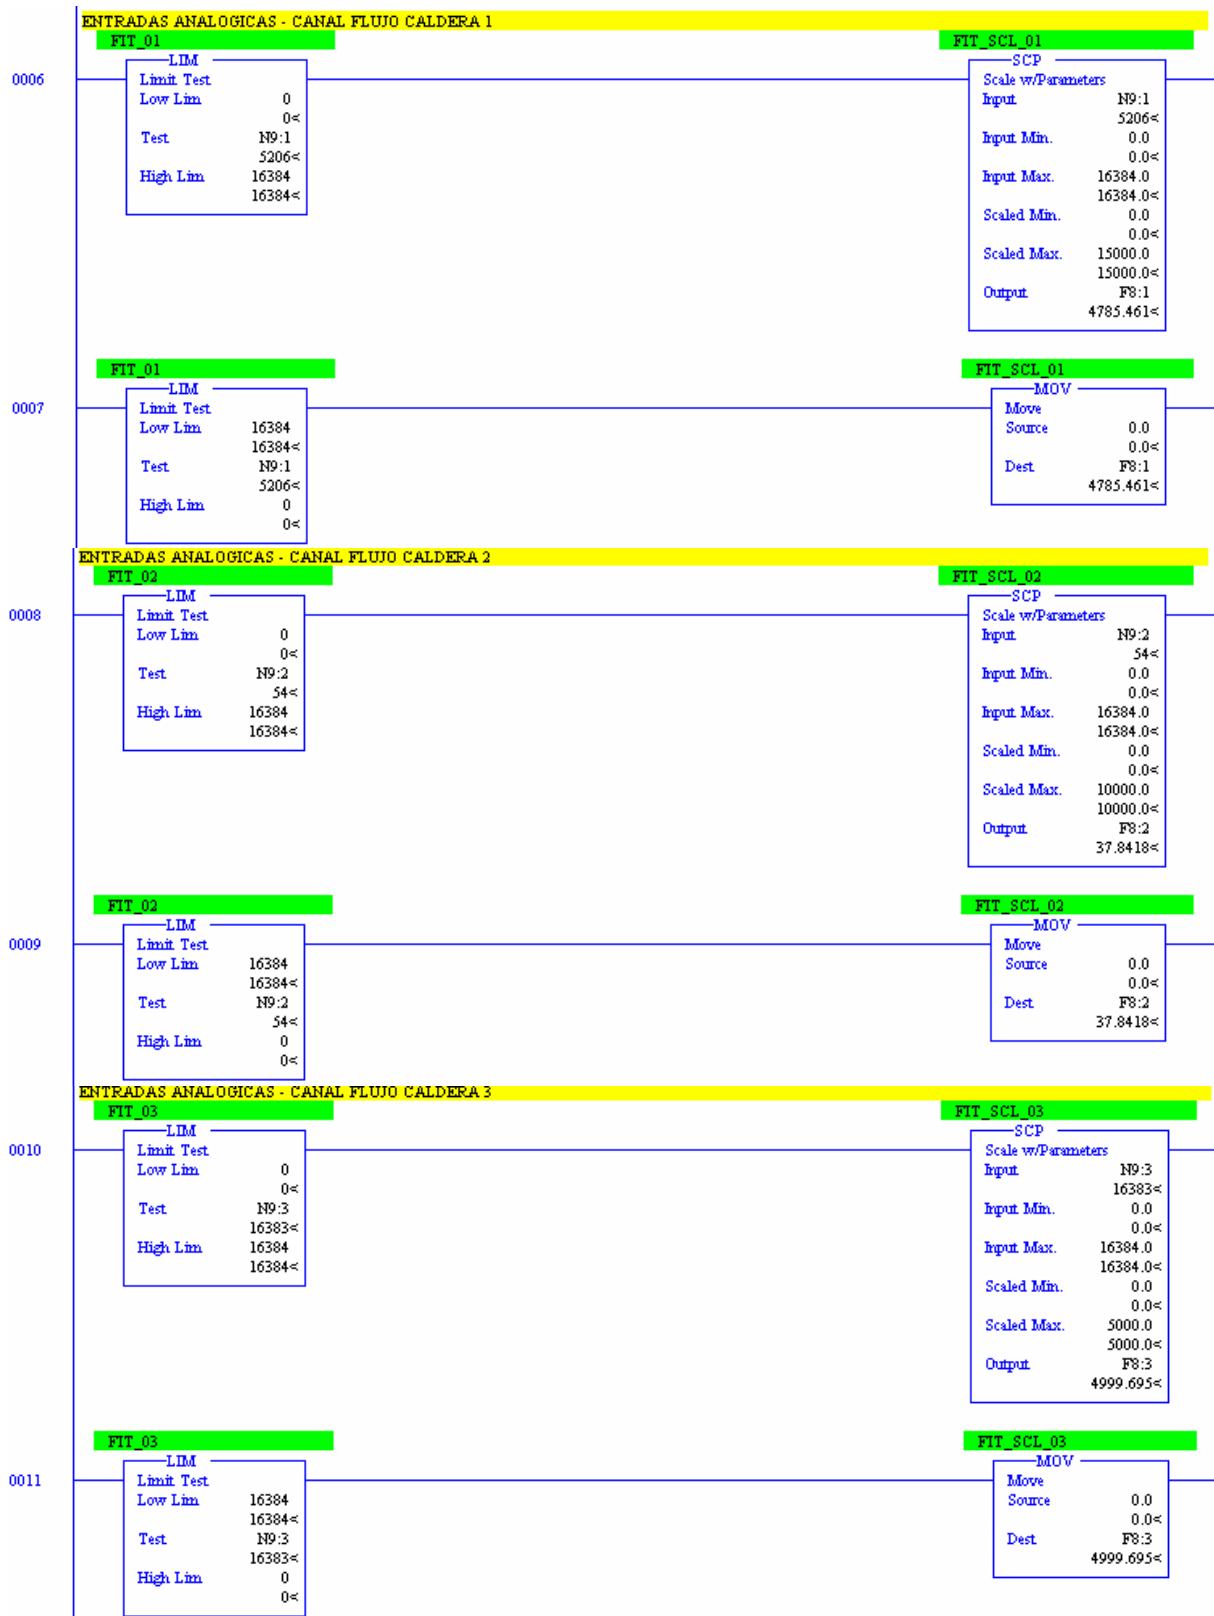 ENTRADAS ANALOGICAS - CANAL FLUJO CALDERA 1
FIT_01 FIT_SCL_01
LIM SCP
0006 Limit Test Scale w/Parameters
Low Lim 0 Input N9:1
0< 5206<
Test N9:1 Input Min. 0.0
5206< 0.0<
High Lim 16384 Input Max. 16384.0
16384< 16384.0<
Scaled Min. 0.0
0.0<
Scaled Max. 15000.0
15000.0<
Output F8:1
4785.461<
FIT_01 FIT_SCL_01
LIM MOV
0007 Limit Test Move
Low Lim 16384 Source 0.0
16384< 0.0<
Test N9:1 Dest F8:1
5206< 4785.461<
High Lim 0
0<
ENTRADAS ANALOGICAS - CANAL FLUJO CALDERA 2
FIT_02 FIT_SCL_02
LIM SCP
0008 Limit Test Scale w/Parameters
Low Lim 0 Input N9:2
0< 54<
Test N9:2 Input Min. 0.0
54< 0.0<
High Lim 16384 Input Max. 16384.0
16384< 16384.0<
Scaled Min. 0.0
0.0<
Scaled Max. 10000.0
10000.0<
Output F8:2
37.8418<
FIT_02 FIT_SCL_02
LIM MOV
0009 Limit Test Move
Low Lim 16384 Source 0.0
16384< 0.0<
Test N9:2 Dest F8:2
54< 37.8418<
High Lim 0
0<
ENTRADAS ANALOGICAS - CANAL FLUJO CALDERA 3
FIT_03 FIT_SCL_03
LIM SCP
0010 Limit Test Scale w/Parameters
Low Lim 0 Input N9:3
0< 16383<
Test N9:3 Input Min. 0.0
16383< 0.0<
High Lim 16384 Input Max. 16384.0
16384< 16384.0<
Scaled Min. 0.0
0.0<
Scaled Max. 5000.0
5000.0<
Output F8:3
4999.695<
FIT_03 FIT_SCL_03
LIM MOV
0011 Limit Test Move
Low Lim 16384 Source 0.0
16384< 0.0<
Test N9:3 Dest F8:3
16383< 4999.695<
High Lim 0
0<